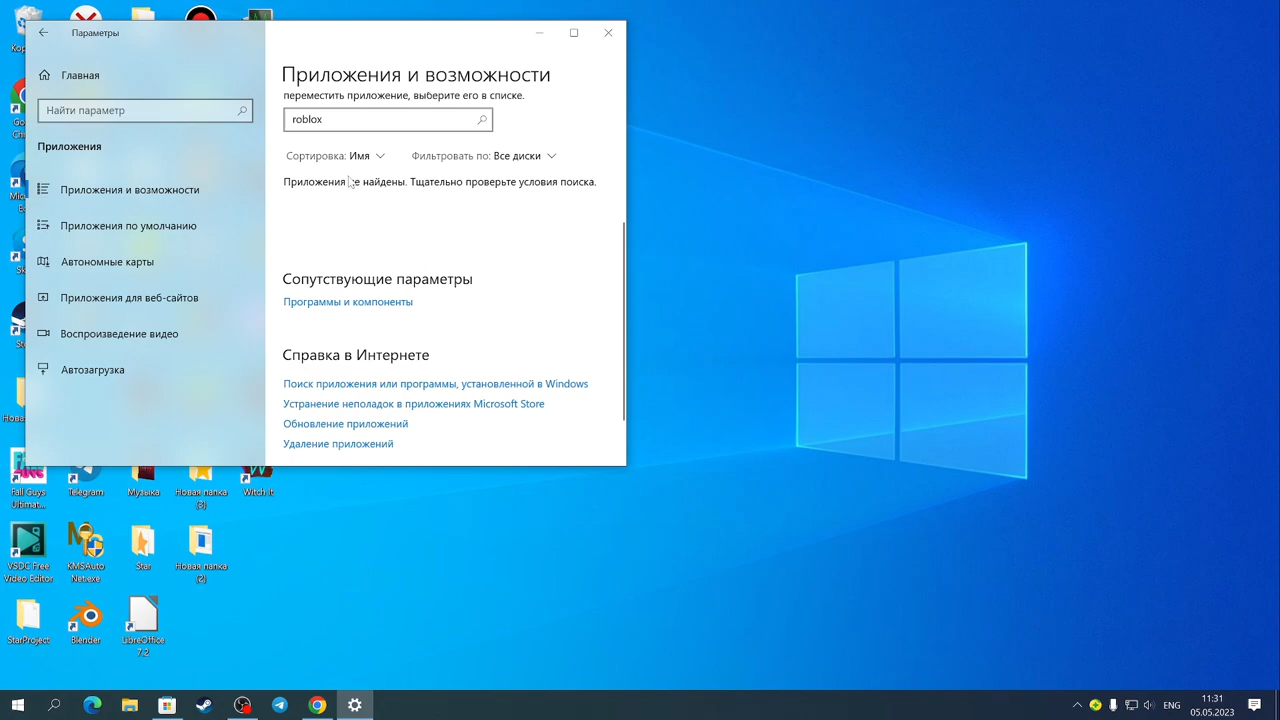 Параметры
Главная
Найти параметр
Приложения
Приложения и возможности
Приложения по умолчанию
Автономные карты
Приложения для веб-сайтов
Воспроизведение видео
Автозагрузка
Приложения и возможности
переместить приложение, выберите его в списке.
roblox
Сортировка: Имя
Фильтровать по: Все диски
Приложения не найдены. Тщательно проверьте условия поиска.
Сопутствующие параметры
Программы и компоненты
Справка в Интернете
Поиск приложения или программы, установленной в Windows
Устранение неполадок в приложениях Microsoft Store
Обновление приложений
Удаление приложений
Fall Guys
Ultimat...
Telegram
Музыка
Новая папка
(3)
Witch It
VSDC Free
Video Editor
KMSAuto
Net.exe
Star
Новая папка
(2)
StarProject
Blender
LibreOffice
7.2
ENG
11:31
05.05.2023